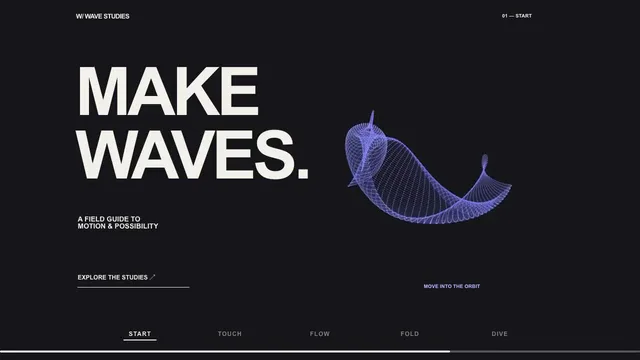 W/ WAVE STUDIES
01 — START
MAKE
WAVES.
A FIELD GUIDE TO
MOTION & POSSIBILITY
EXPLORE THE STUDIES ↗
MOVE INTO THE ORBIT
START
TOUCH
FLOW
FOLD
DIVE